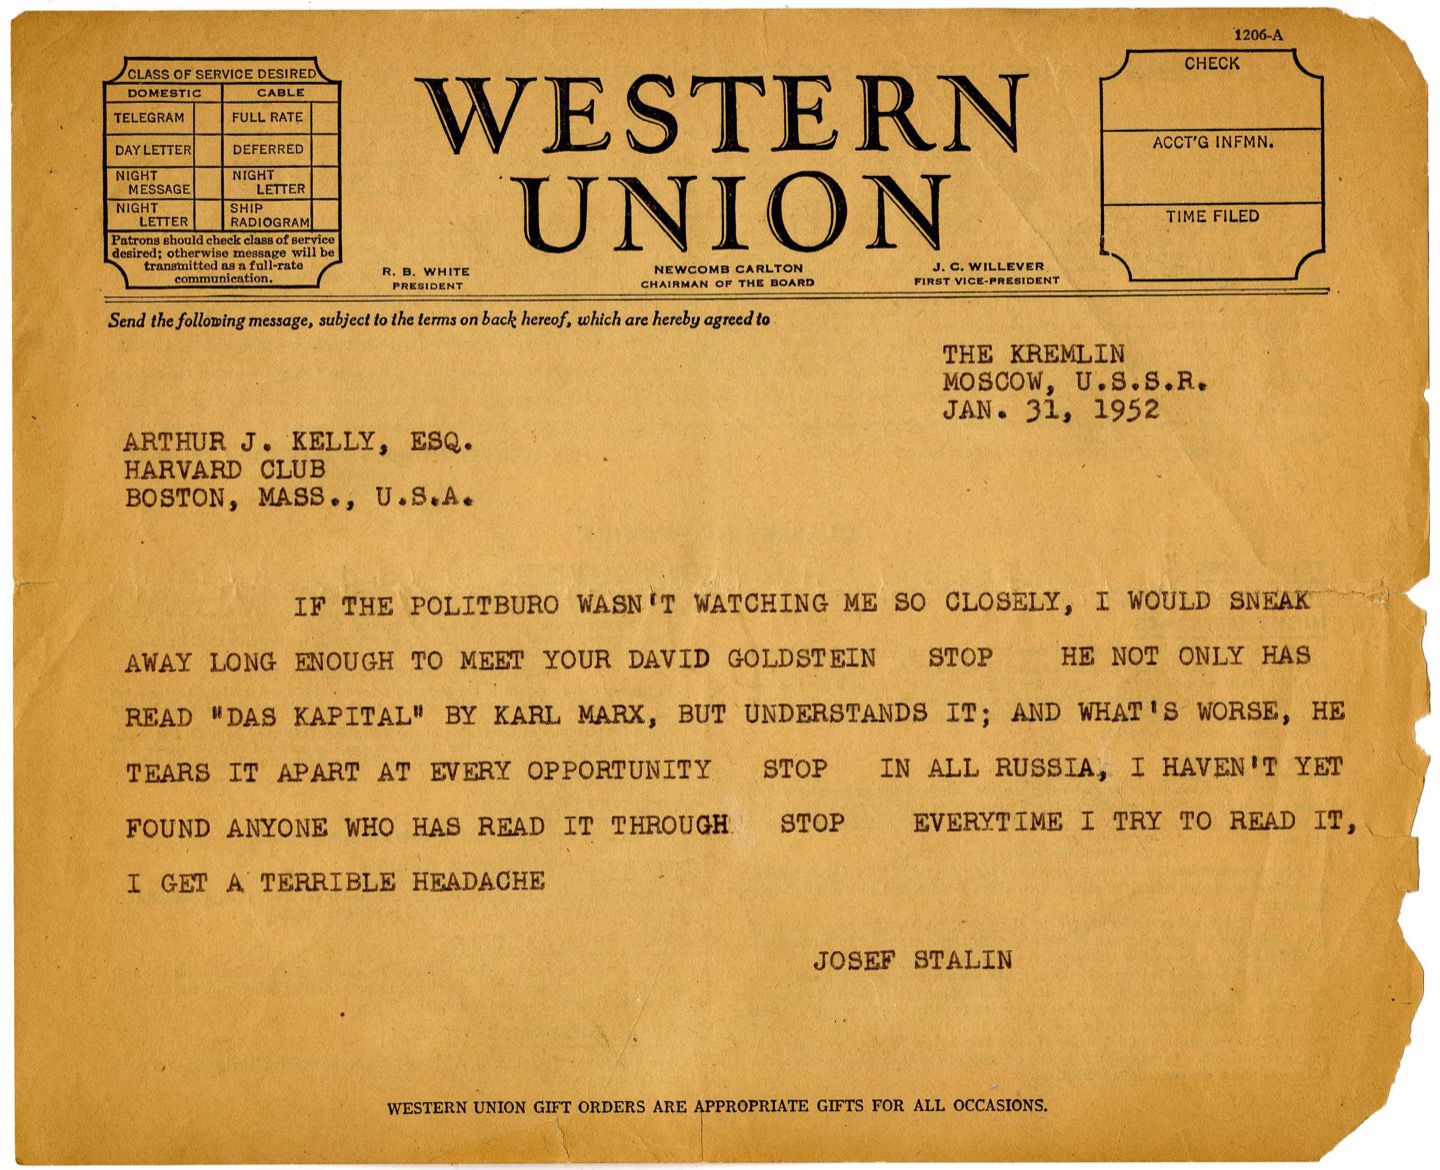 1206-A
CLASS OF SERVICE DESIRED
DOMESTIC CABLE
TELEGRAM FULL RATE
DAY LETTER DEFERRED
NIGHT MESSAGE NIGHT LETTER
NIGHT LETTER SHIP RADIOGRAM
Patrons should check class of service
desired; otherwise message will be
transmitted as a full-rate
communication.
WESTERN
UNION
R. B. WHITE
PRESIDENT
NEWCOMB CARLTON
CHAIRMAN OF THE BOARD
J. C. WILLEVER
FIRST VICE-PRESIDENT
CHECK
ACCT'G INFMN.
TIME FILED
Send the following message, subject to the terms on back hereof, which are hereby agreed to
THE KREMLIN
MOSCOW, U.S.S.R.
JAN. 31, 1952
ARTHUR J. KELLY, ESQ.
HARVARD CLUB
BOSTON, MASS., U.S.A.
IF THE POLITBURO WASN'T WATCHING ME SO CLOSELY, I WOULD SNEAK
AWAY LONG ENOUGH TO MEET YOUR DAVID GOLDSTEIN STOP HE NOT ONLY HAS
READ "DAS KAPITAL" BY KARL MARX, BUT UNDERSTANDS IT; AND WHAT'S WORSE, HE
TEARS IT APART AT EVERY OPPORTUNITY STOP IN ALL RUSSIA, I HAVEN'T YET
FOUND ANYONE WHO HAS READ IT THROUGH STOP EVERYTIME I TRY TO READ IT,
I GET A TERRIBLE HEADACHE
JOSEF STALIN
WESTERN UNION GIFT ORDERS ARE APPROPRIATE GIFTS FOR ALL OCCASIONS.